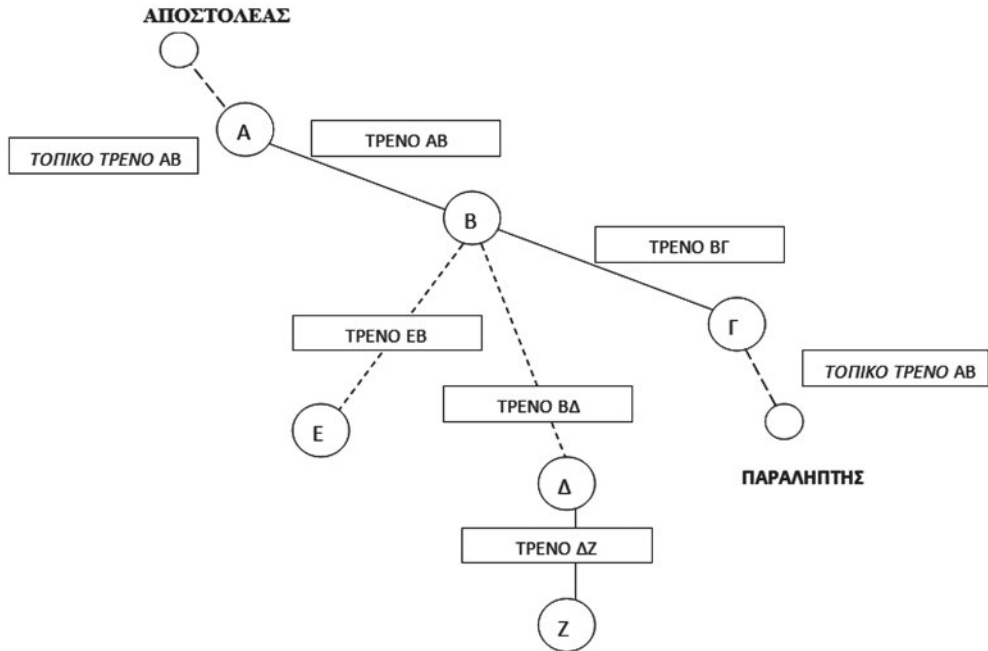 ΑΠΟΣΤΟΛΕΑΣ
Α
ΤΟΠΙΚΟ ΤΡΕΝΟ ΑΒ
ΤΡΕΝΟ ΑΒ
Β
ΤΡΕΝΟ ΒΓ
Γ
ΤΡΕΝΟ ΕΒ
ΤΟΠΙΚΟ ΤΡΕΝΟ ΑΒ
ΤΡΕΝΟ ΒΔ
Ε
ΠΑΡΑΛΗΠΤΗΣ
Δ
ΤΡΕΝΟ ΔΖ
Ζ